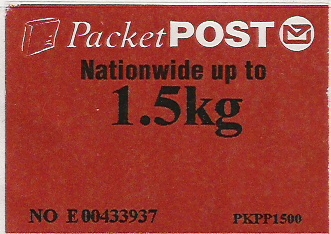 PacketPOST
Nationwide up to
1.5kg
NO E 00433937 PKPP1500